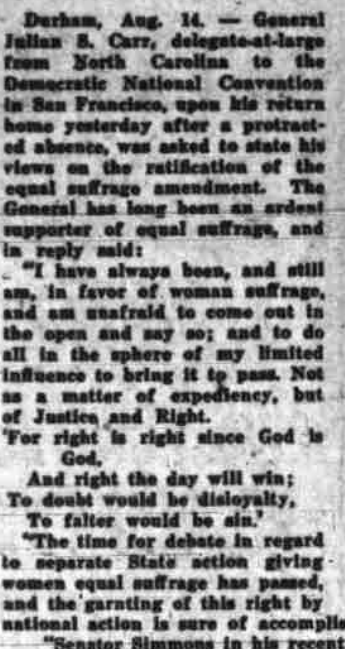 Durham, Aug. 14. — General
Julian S. Carr, delegate-at-large
from North Carolina to the
Democratic National Convention
in San Francisco, upon his return
home yesterday after a protract-
ed absence, was asked to state his
views on the ratification of the
equal suffrage amendment. The
General has long been an ardent
supporter of equal suffrage, and
in reply said:
"I have always been, and still
am, in favor of woman suffrage,
and am unafraid to come out in
the open and say so; and to do
all in the sphere of my limited
influence to bring it to pass. Not
as a matter of expediency, but
of Justice and Right.
'For right is right since God is
God,
And right the day will win;
To doubt would be disloyalty,
To falter would be sin.'
"The time for debate in regard
to separate State action giving
women equal suffrage has passed,
and the garnting of this right by
national action is sure of accomplis
"Senator Simmons in his recent